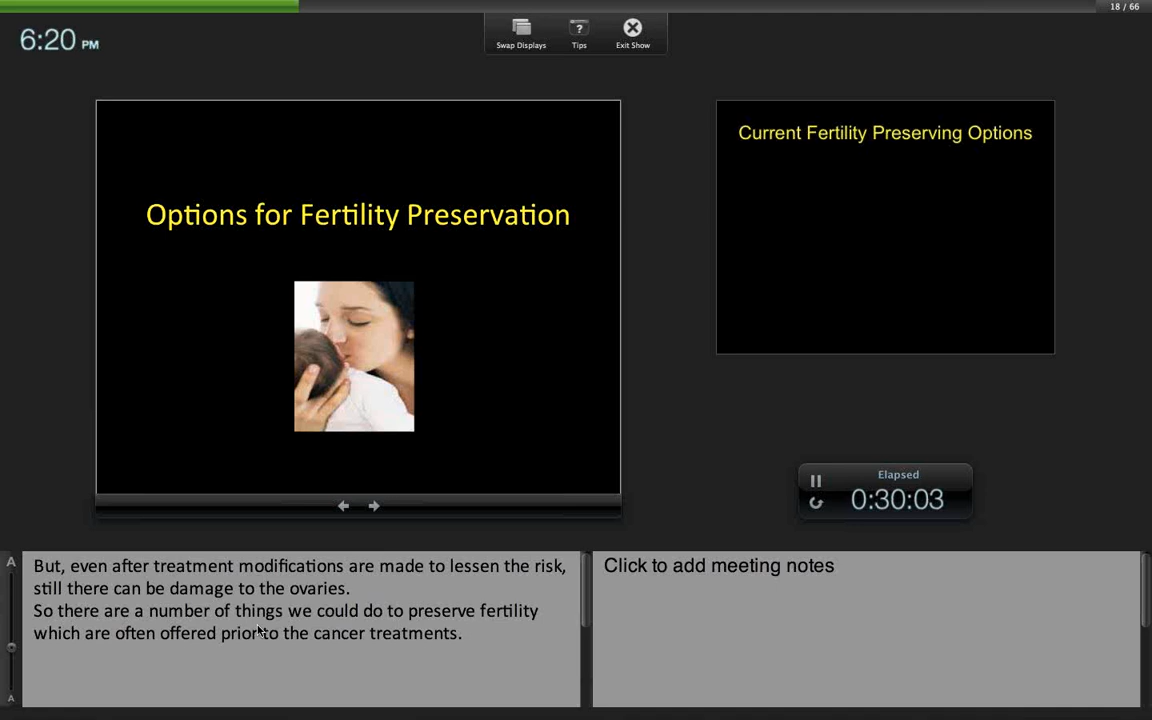 18 / 66
6:20 PM
Swap Displays
Tips
Exit Show
Options for Fertility Preservation
Current Fertility Preserving Options
Elapsed
0:30:03
A
But, even after treatment modifications are made to lessen the risk,
still there can be damage to the ovaries.
So there are a number of things we could do to preserve fertility
which are often offered prior to the cancer treatments.
A
Click to add meeting notes